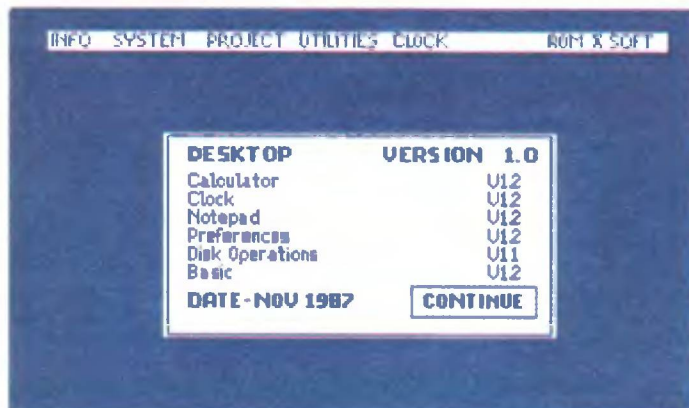 INFO SYSTEM PROJECT UTILITIES CLOCK ROM X SOFT
DESKTOP VERSION 1.0
Calculator V12
Clock V12
Notepad V12
Preferences V12
Disk Operations V11
Basic V12
DATE-NOV 1987 CONTINUE